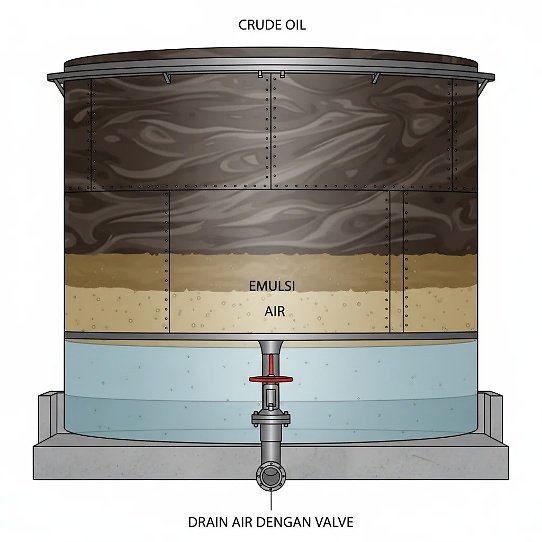 CRUDE OIL
EMULSI
AIR
DRAIN AIR DENGAN VALVE